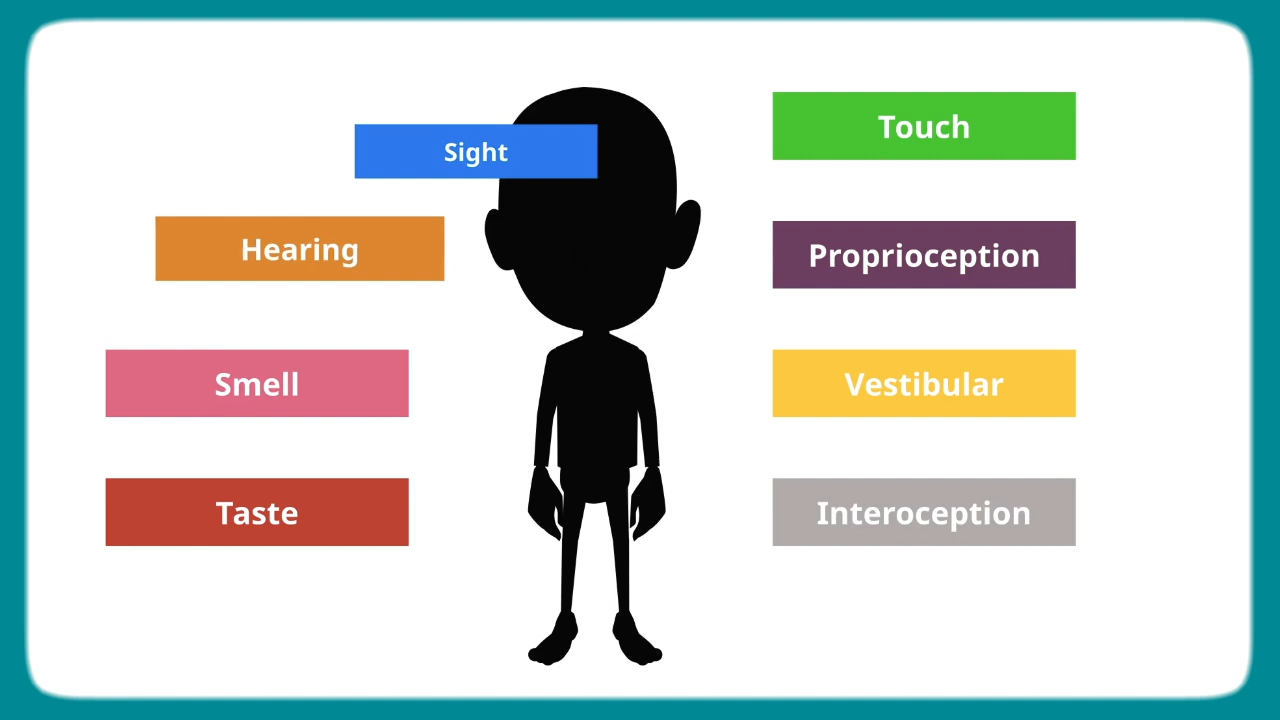 Sight
Hearing
Smell
Taste
Touch
Proprioception
Vestibular
Interoception